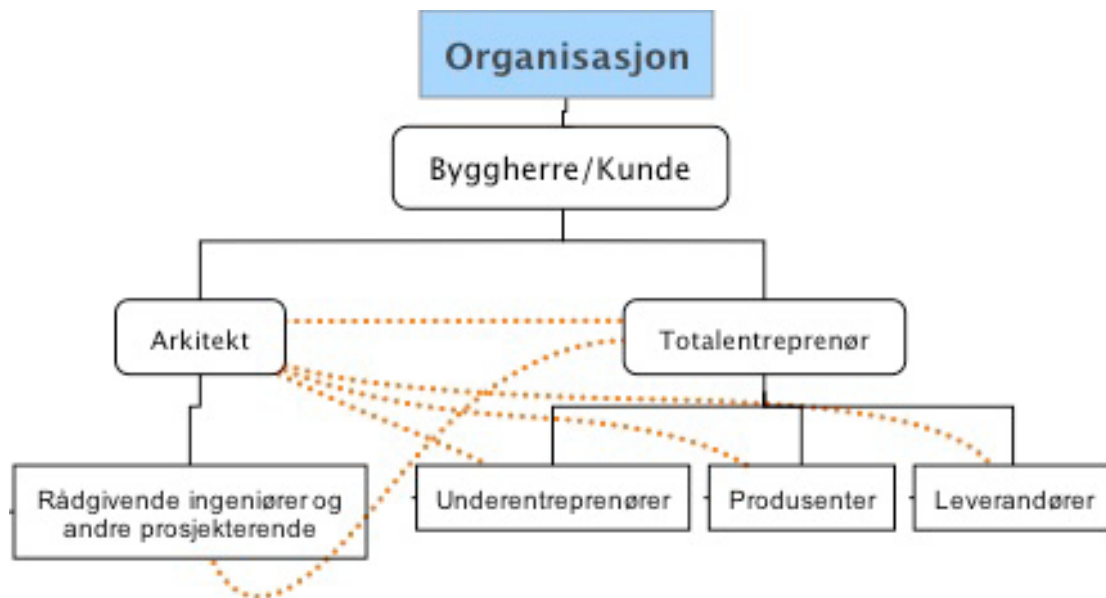 Organisasjon
Byggherre/Kunde
Arkitekt
Totalentreprenør
Rådgivende ingeniører og
andre prosjekterende
Underentreprenører
Produsenter
Leverandører